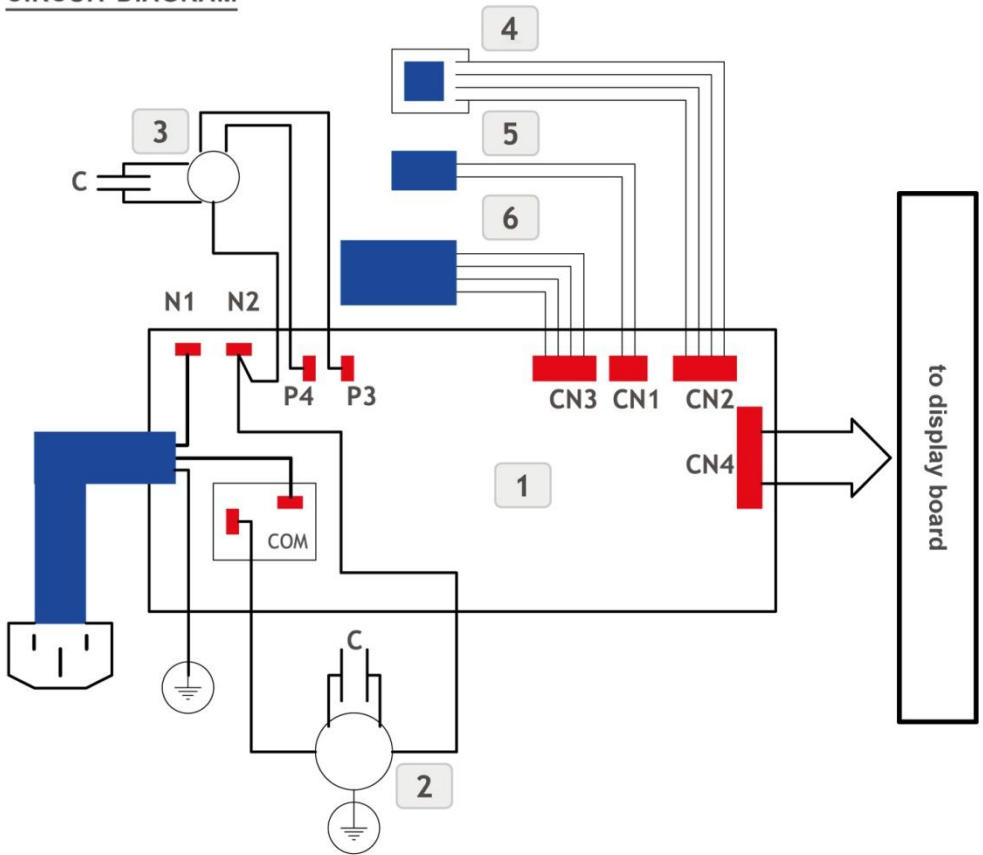 CIRCUIT DIAGRAM
4
3
5
C
6
N1 N2
P4 P3
CN3 CN1 CN2
CN4
1
COM
to display board
C
2